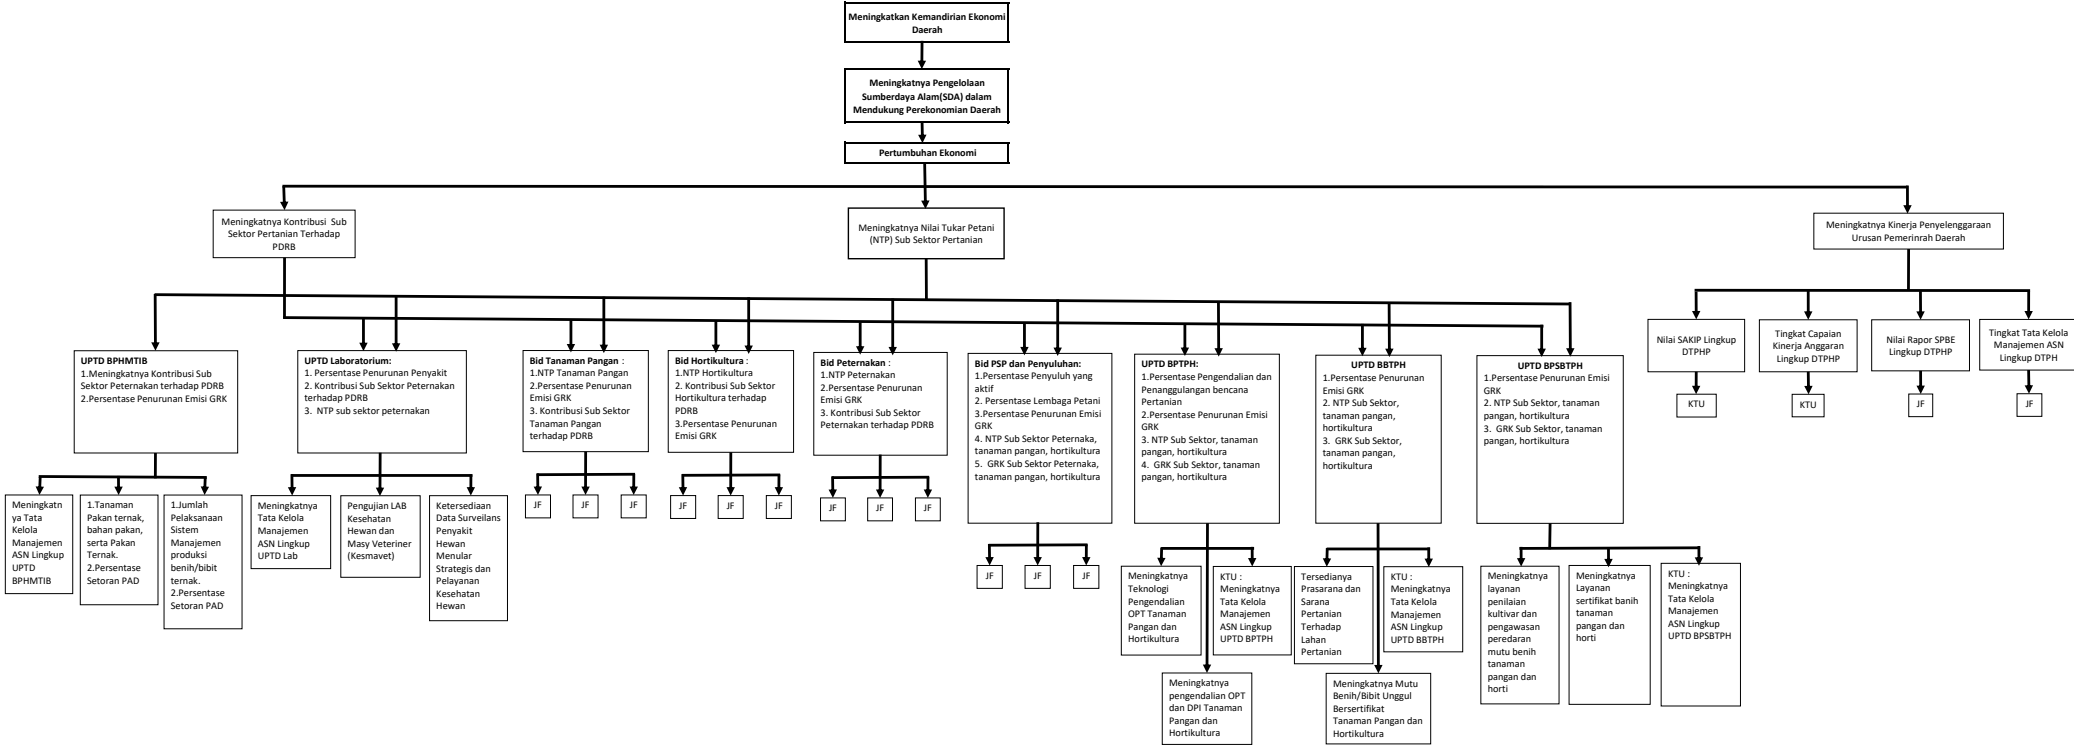 Meningkatkan Kemandirian Ekonomi
Daerah
Meningkatnya Pengelolaan
Sumberdaya Alam(SDA) dalam
Mendukung Perekonomian Daerah
Pertumbuhan Ekonomi
Meningkatnya Kontribusi Sub
Sektor Pertanian Terhadap
PDRB
Meningkatnya Nilai Tukar Petani
(NTP) Sub Sektor Pertanian
Meningkatnya Kinerja Penyelenggaraan
Urusan Pemerinrah Daerah
UPTD BPHMTIB
1.Meningkatnya Kontribusi Sub
Sektor Peternakan terhadap PDRB
2.Persentase Penurunan Emisi GRK
UPTD Laboratorium:
1. Persentase Penurunan Penyakit
2. Kontribusi Sub Sektor Peternakan
terhadap PDRB
3. NTP sub sektor peternakan
Bid Tanaman Pangan :
1.NTP Tanaman Pangan
2.Persentase Penurunan
Emisi GRK
3. Kontribusi Sub Sektor
Tanaman Pangan
terhadap PDRB
Bid Hortikultura :
1.NTP Hortikultura
2. Kontribusi Sub Sektor
Hortikultura terhadap
PDRB
3.Persentase Penurunan
Emisi GRK
Bid Peternakan :
1.NTP Peternakan
2.Persentase Penurunan
Emisi GRK
3. Kontribusi Sub Sektor
Peternakan terhadap PDRB
Bid PSP dan Penyuluhan:
1.Persentase Penyuluh yang
aktif
2. Persentase Lembaga Petani
3.Persentase Penurunan Emisi
GRK
4. NTP Sub Sektor Peternaka,
tanaman pangan, hortikultura
5. GRK Sub Sektor Peternaka,
tanaman pangan, hortikultura
UPTD BPTPH:
1.Persentase Pengendalian dan
Penanggulangan bencana
Pertanian
2.Persentase Penurunan Emisi
GRK
3. NTP Sub Sektor, tanaman
pangan, hortikultura
4. GRK Sub Sektor, tanaman
pangan, hortikultura
UPTD BBTPH
1.Persentase Penurunan
Emisi GRK
2. NTP Sub Sektor,
tanaman pangan,
hortikultura
3. GRK Sub Sektor,
tanaman pangan,
hortikultura
UPTD BPSBTPH
1.Persentase Penurunan Emisi
GRK
2. NTP Sub Sektor, tanaman
pangan, hortikultura
3. GRK Sub Sektor, tanaman
pangan, hortikultura
Nilai SAKIP Lingkup
DTPHP
Tingkat Capaian
Kinerja Anggaran
Lingkup DTPHP
Nilai Rapor SPBE
Lingkup DTPHP
Tingkat Tata Kelola
Manajemen ASN
Lingkup DTPH
KTU
KTU
JF
JF
Meningkatn
ya Tata
Kelola
Manajemen
ASN Lingkup
UPTD
BPHMTIB
1.Tanaman
Pakan ternak,
bahan pakan,
serta Pakan
Ternak.
2.Persentase
Setoran PAD
1.Jumlah
Pelaksanaan
Sistem
Manajemen
produksi
benih/bibit
ternak.
2.Persentase
Setoran PAD
Meningkatnya
Tata Kelola
Manajemen
ASN Lingkup
UPTD Lab
Pengujian LAB
Kesehatan
Hewan dan
Masy Veteriner
(Kesmavet)
Ketersediaan
Data Surveilans
Penyakit
Hewan
Menular
Strategis dan
Pelayanan
Kesehatan
Hewan
JF
JF
JF
JF
JF
JF
JF
JF
JF
JF
JF
JF
Meningkatnya
Teknologi
Pengendalian
OPT Tanaman
Pangan dan
Hortikultura
KTU :
Meningkatnya
Tata Kelola
Manajemen
ASN Lingkup
UPTD BPTPH
Meningkatnya
pengendalian OPT
dan DPI Tanaman
Pangan dan
Hortikultura
Tersedianya
Prasarana dan
Sarana
Pertanian
Terhadap
Lahan
Pertanian
KTU :
Meningkatnya
Tata Kelola
Manajemen
ASN Lingkup
UPTD BBTPH
Meningkatnya Mutu
Benih/Bibit Unggul
Bersertifikat
Tanaman Pangan dan
Hortikultura
Meningkatnya
layanan
penilaian
kultivar dan
pengawasan
peredaran
mutu benih
tanaman
pangan dan
horti
Meningkatnya
Layanan
sertifikat banih
tanaman
pangan dan
horti
KTU :
Meningkatnya
Tata Kelola
Manajemen
ASN Lingkup
UPTD BPSBTPH